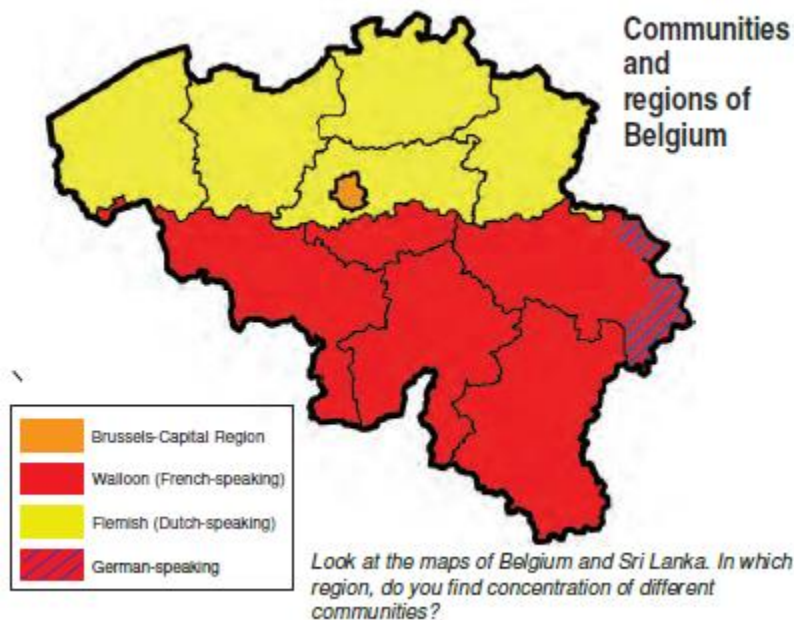 Communities
and
regions of
Belgium
Brussels-Capital Region
Walloon (French-speaking)
Flemish (Dutch-speaking)
German-speaking
Look at the maps of Belgium and Sri Lanka. In which
region, do you find concentration of different
communities?